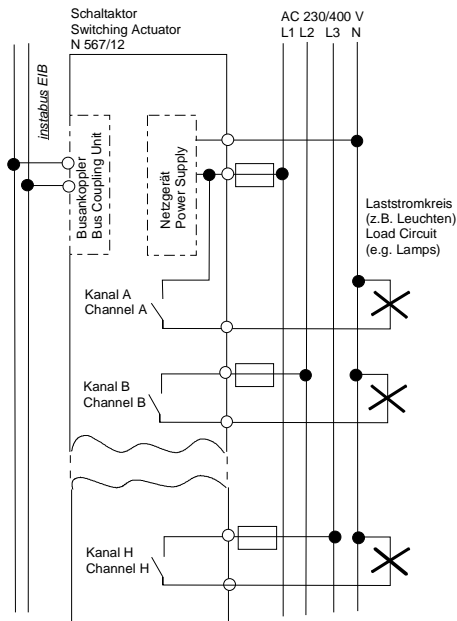 Schaltaktor
Switching Actuator
N 567/12
AC 230/400 V
L1 L2 L3 N
instabus EIB
Busankoppler
Bus Coupling Unit
Netzgerät
Power Supply
Laststromkreis
(z.B. Leuchten)
Load Circuit
(e.g. Lamps)
Kanal A
Channel A
Kanal B
Channel B
Kanal H
Channel H